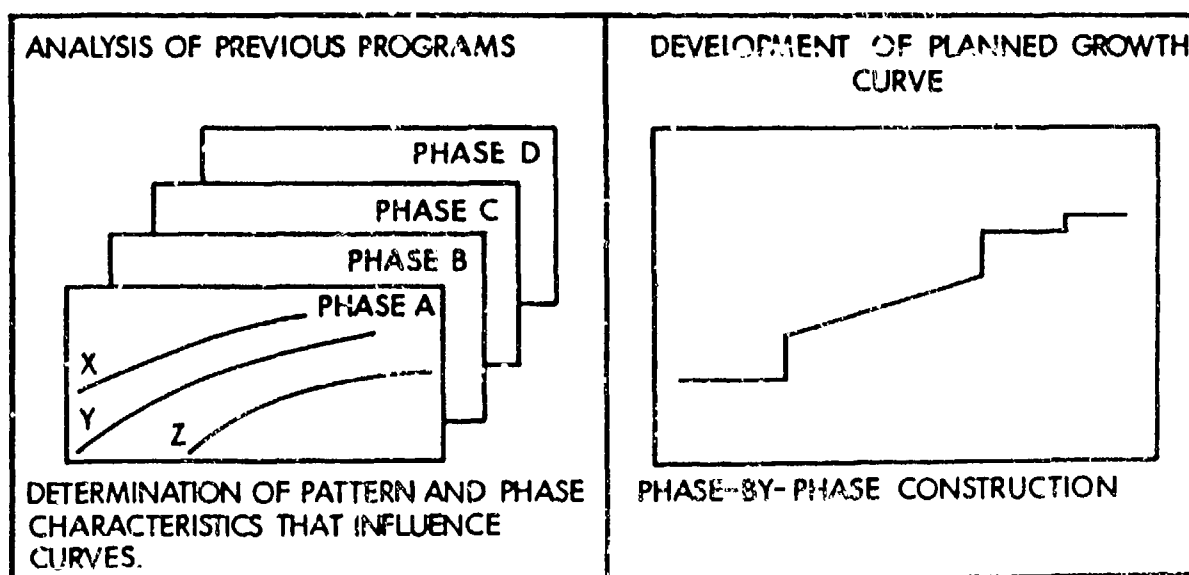 ANALYSIS OF PREVIOUS PROGRAMS
PHASE D
PHASE C
PHASE B
PHASE A
X
Y
Z
DETERMINATION OF PATTERN AND PHASE
CHARACTERISTICS THAT INFLUENCE
CURVES.
DEVELOPMENT OF PLANNED GROWTH
CURVE
PHASE-BY-PHASE CONSTRUCTION